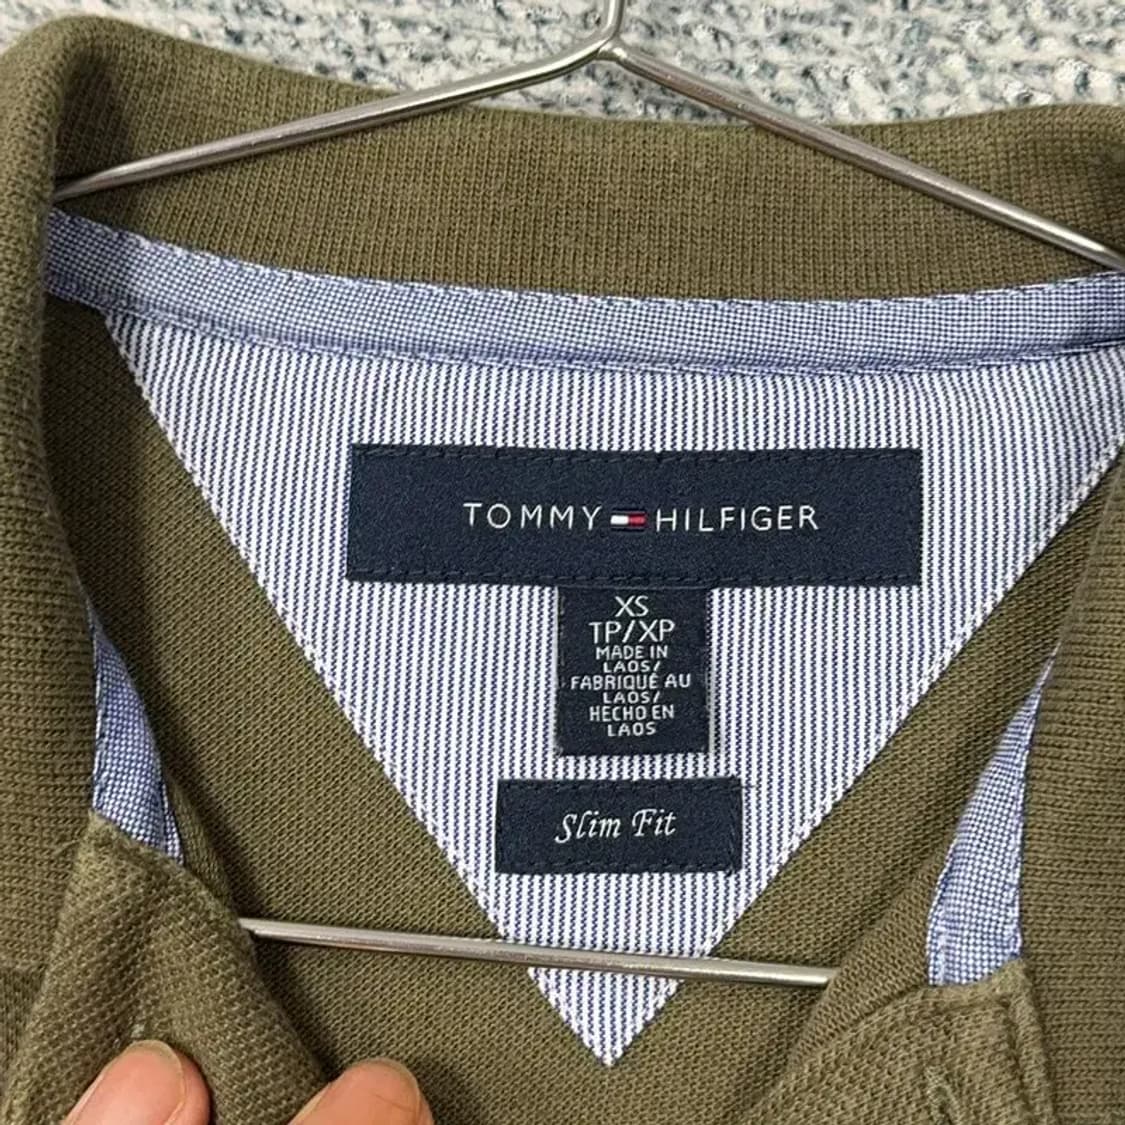 TOMMY HILFIGER
XS
TP/XP
MADE IN
LAOS/
FABRIQUÉ AU
LAOS/
HECHO EN
LAOS
Slim Fit